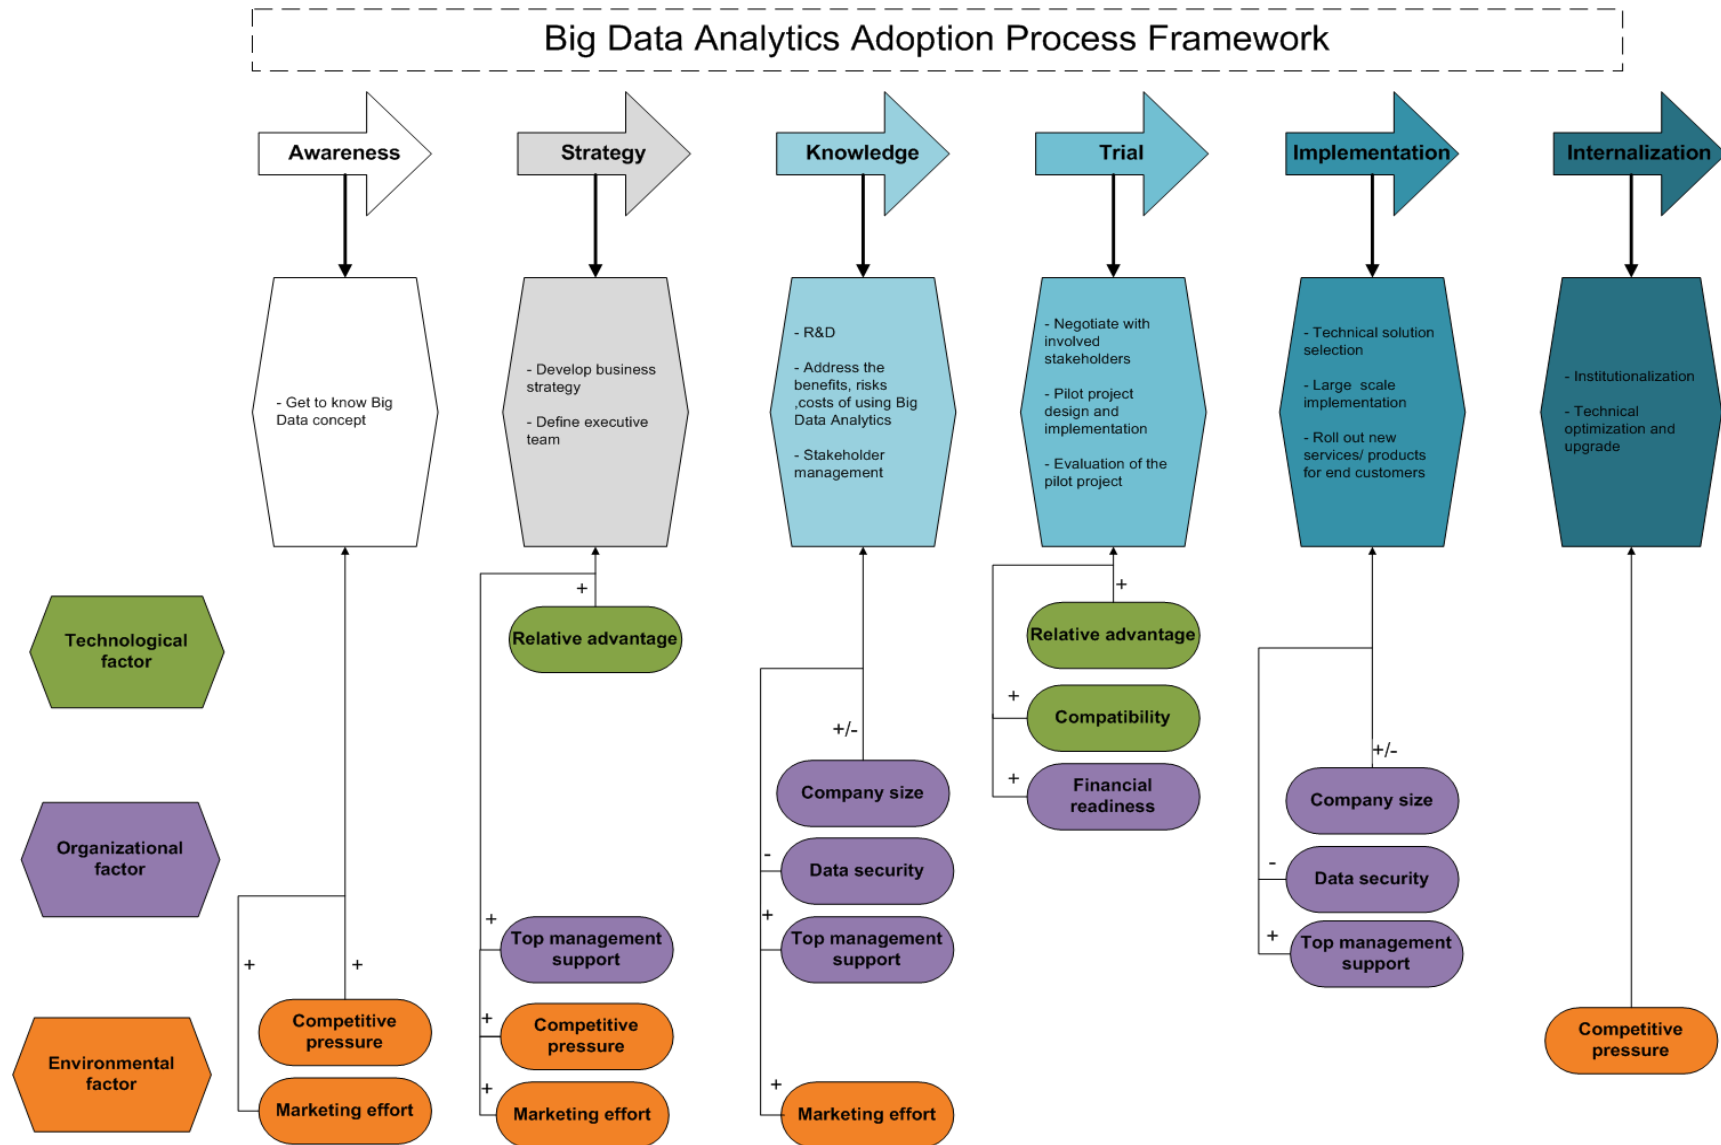 Big Data Analytics Adoption Process Framework
Awareness
Strategy
Knowledge
Trial
Implementation
Internalization
- Get to know Big
Data concept
- Develop business
strategy
- Define executive
team
- R&D
- Address the
benefits, risks
,costs of using Big
Data Analytics
- Stakeholder
management
- Negotiate with
involved
stakeholders
- Pilot project
design and
implementation
- Evaluation of the
pilot project
- Technical solution
selection
- Large scale
implementation
- Roll out new
services/ products
for end customers
- Institutionalization
- Technical
optimization and
upgrade
Technological
factor
+
Relative advantage
+
Relative advantage
+
Compatibility
Organizational
factor
+
Top management
support
+/-
Company size
-
Data security
+
Top management
support
+
Financial
readiness
+/-
Company size
-
Data security
+
Top management
support
Environmental
factor
+
+
Competitive
pressure
Marketing effort
+
Competitive
pressure
+
Marketing effort
+
Marketing effort
Competitive
pressure